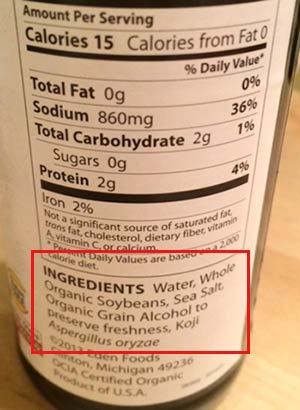 Amount Per Serving
Calories 15 Calories from Fat 0
% Daily Value*
Total Fat 0g 0%
Sodium 860mg 36%
Total Carbohydrate 2g 1%
Sugars 0g
Protein 2g 4%
Iron 2%
Not a significant source of saturated fat,
trans fat, cholesterol, dietary fiber, vitamin
A, vitamin C, or calcium.
* Percent Daily Values are based on a 2,000
calorie diet.
INGREDIENTS Water, Whole
Organic Soybeans, Sea Salt,
Organic Grain Alcohol to
preserve freshness, Koji
Aspergillus oryzae
Eden Foods
Clinton, Michigan 49236
OCIA Certified Organic
Product of U.S.A.